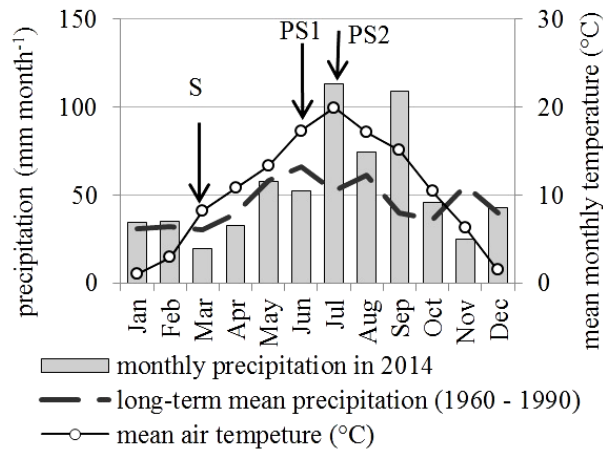 150
100
50
0
precipitation (mm month-1)
30
20
10
0
mean monthly temperature (°C)
S
PS1
PS2
Jan
Feb
Mar
Apr
May
Jun
Jul
Aug
Sep
Oct
Nov
Dec
monthly precipitation in 2014
long-term mean precipitation (1960 - 1990)
mean air tempeture (°C)